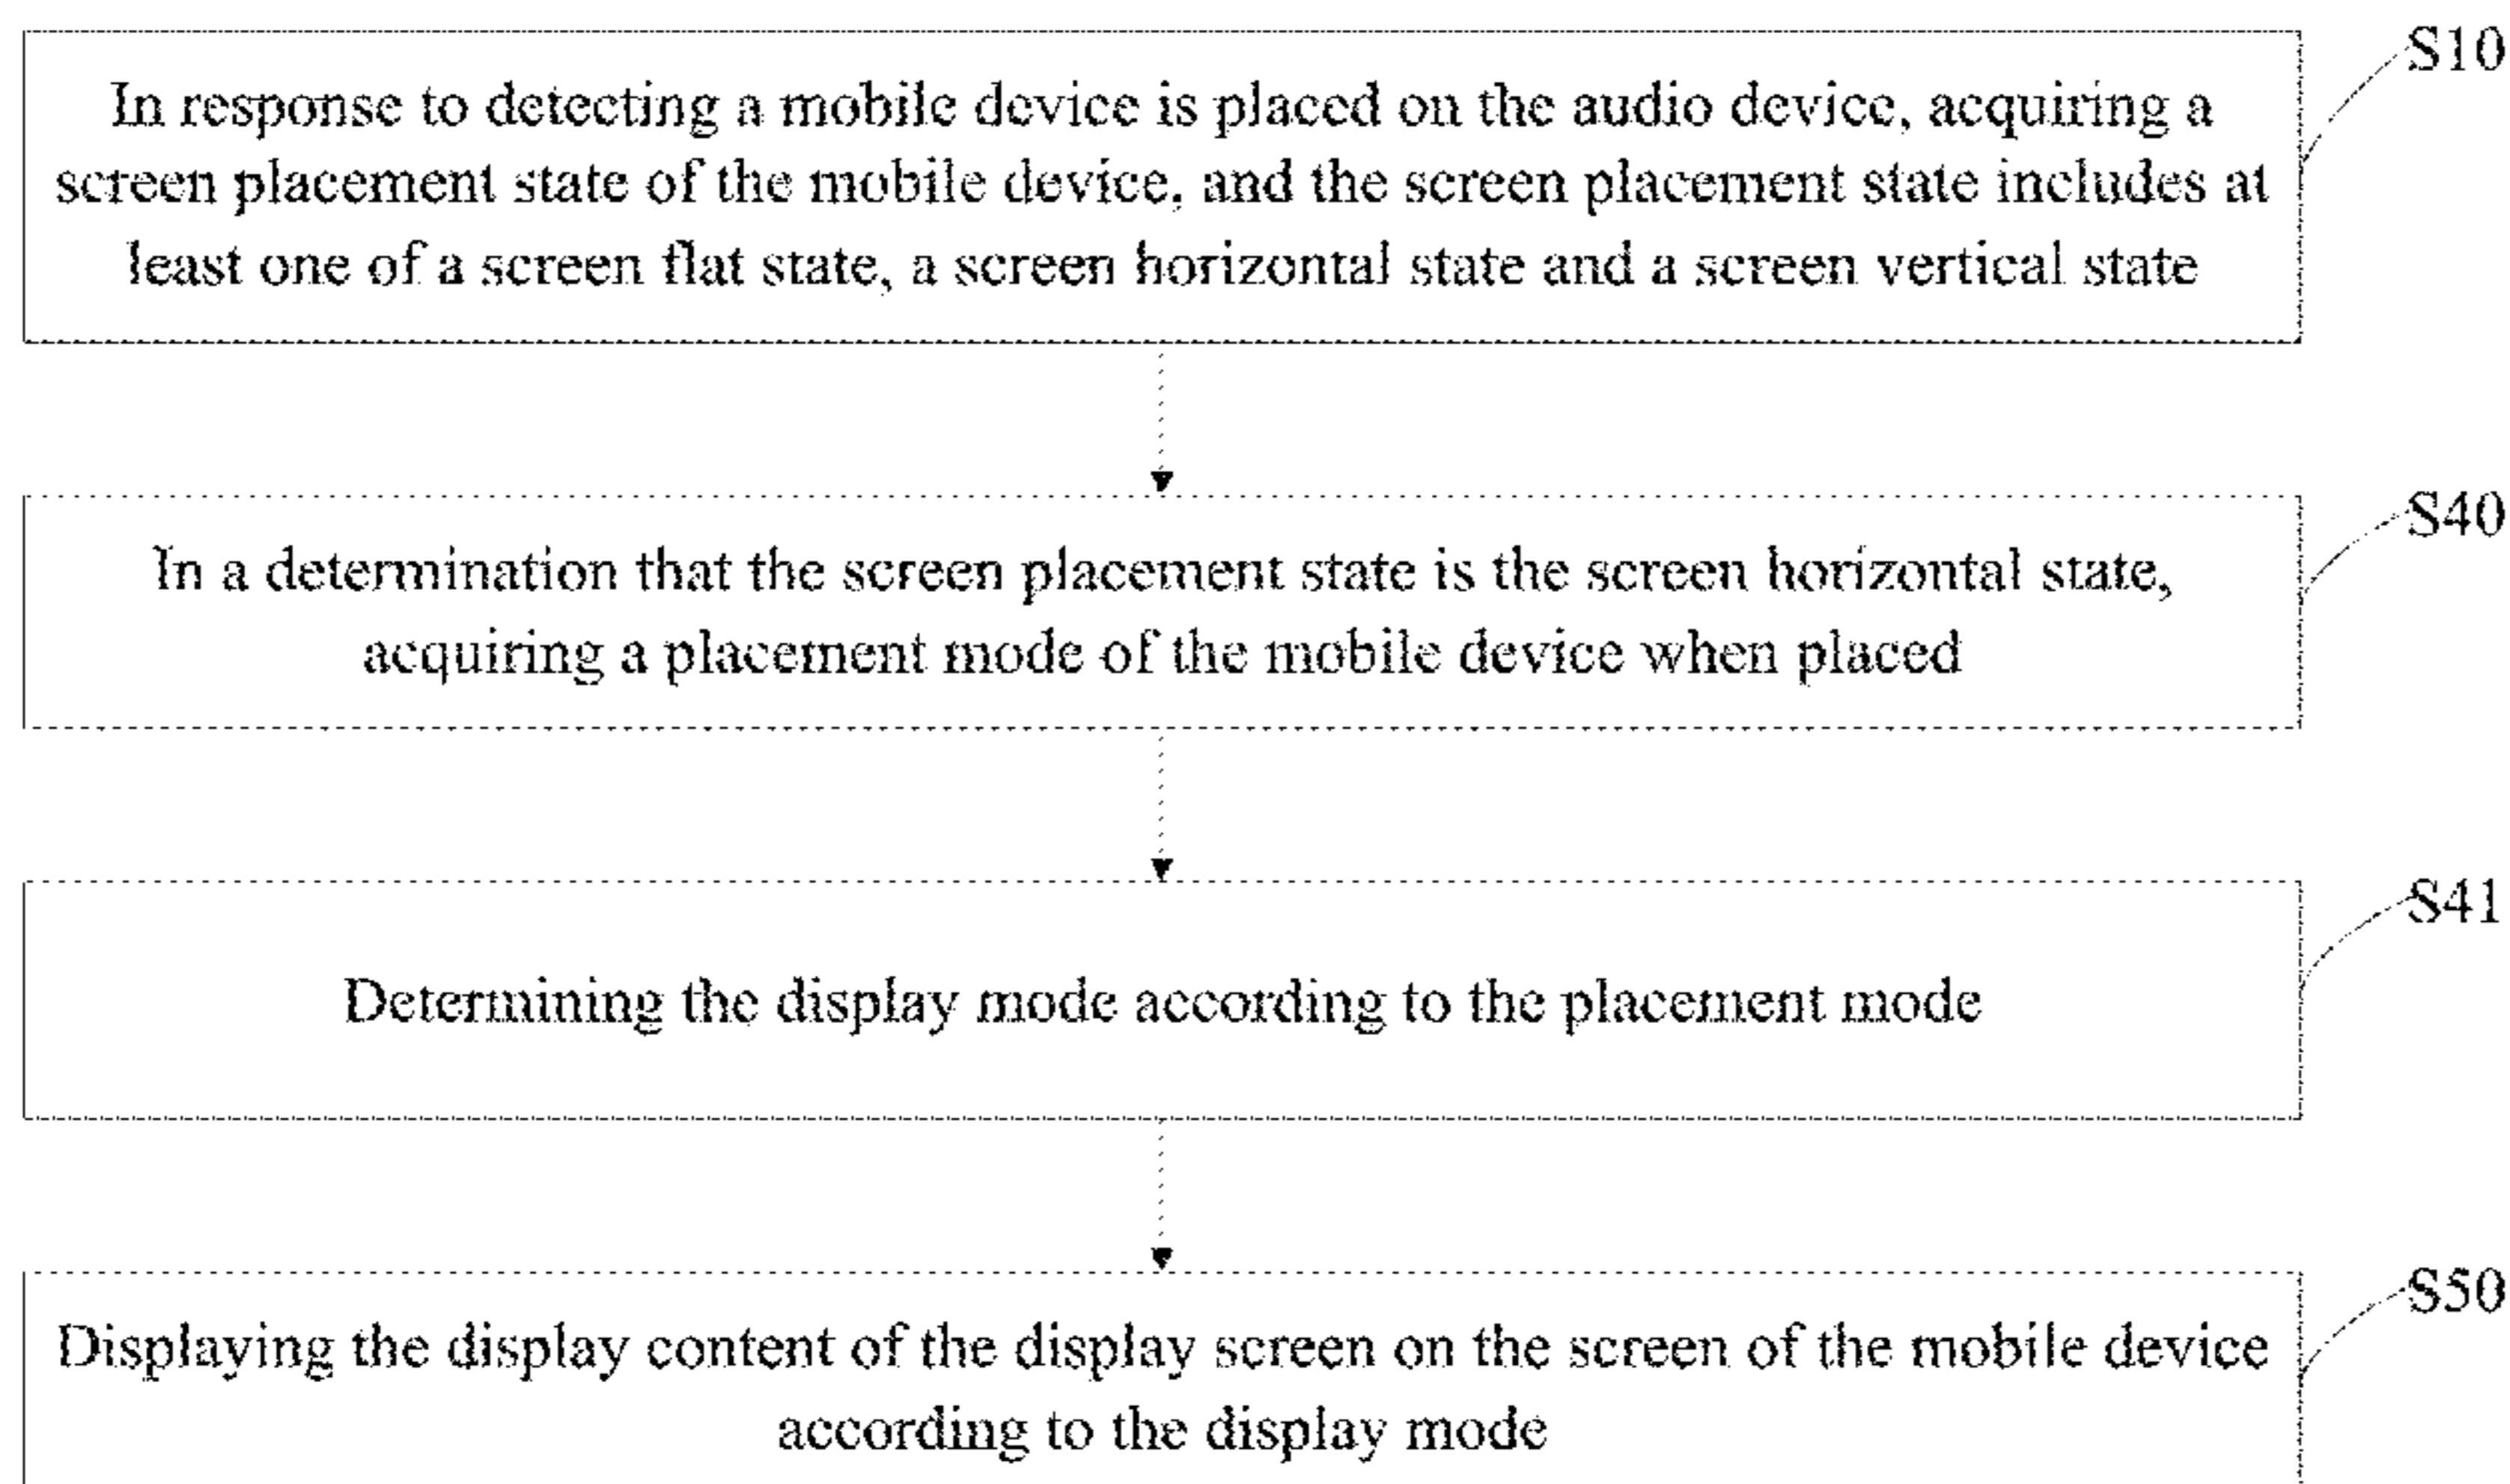 S10
In response to detecting a mobile device is placed on the audio device, acquiring a
screen placement state of the mobile device, and the screen placement state includes at
least one of a screen flat state, a screen horizontal state and a screen vertical state
S40
In a determination that the screen placement state is the screen horizontal state,
acquiring a placement mode of the mobile device when placed
S41
Determining the display mode according to the placement mode
S50
Displaying the display content of the display screen on the screen of the mobile device
according to the display mode